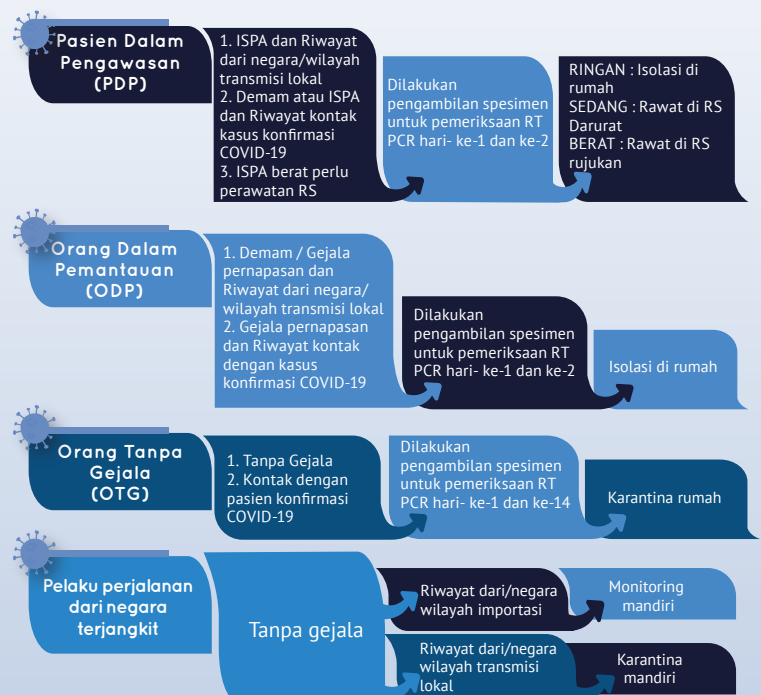 Pasien Dalam
Pengawasan
(PDP)
1. ISPA dan Riwayat
dari negara/wilayah
transmisi lokal
2. Demam atau ISPA
dan Riwayat kontak
kasus konfirmasi
COVID-19
3. ISPA berat perlu
perawatan RS
Dilakukan
pengambilan spesimen
untuk pemeriksaan RT
PCR hari- ke-1 dan ke-2
RINGAN : Isolasi di
rumah
SEDANG : Rawat di RS
Darurat
BERAT : Rawat di RS
rujukan
Orang Dalam
Pemantauan
(ODP)
1. Demam / Gejala
pernapasan dan
Riwayat dari negara/
wilayah transmisi lokal
2. Gejala pernapasan
dan Riwayat kontak
dengan kasus
konfirmasi COVID-19
Dilakukan
pengambilan spesimen
untuk pemeriksaan RT
PCR hari- ke-1 dan ke-2
Isolasi di rumah
Orang Tanpa
Gejala
(OTG)
1. Tanpa Gejala
2. Kontak dengan
pasien konfirmasi
COVID-19
Dilakukan
pengambilan spesimen
untuk pemeriksaan RT
PCR hari- ke-1 dan ke-14
Karantina rumah
Pelaku perjalanan
dari negara
terjangkit
Tanpa gejala
Riwayat dari/negara
wilayah importasi
Monitoring
mandiri
Riwayat dari/negara
wilayah transmisi
lokal
Karantina
mandiri